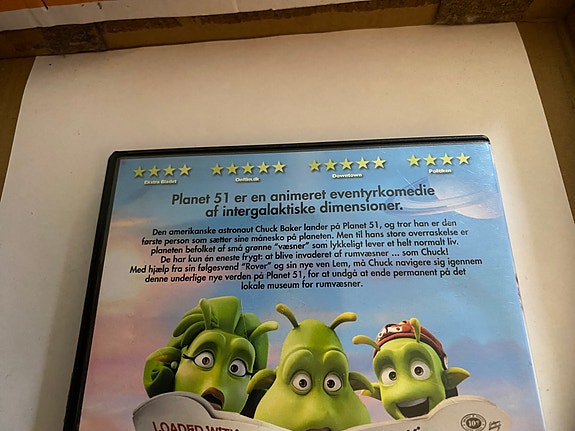 Ekstra Bladet Onfilm.dk Downtown Politiken
Planet 51 er en animeret eventyrkomedie
af intergalaktiske dimensioner.
Den amerikanske astronaut Chuck Baker lander på Planet 51, og tror han er den
første person som sætter sine månesko på planeten. Men til hans store overraskelse er
planeten befolket af små grønne "væsner" som lykkeligt lever et helt normalt liv.
De har kun én eneste frygt: at blive invaderet af rumvæsner ... som Chuck!
Med hjælp fra sin følgesvend "Rover" og sin nye ven Lem, må Chuck navigere sig igennem
denne underlige nye verden på Planet 51, for at undgå at ende permanent på det
lokale museum for rumvæsner.
LOADED WITH